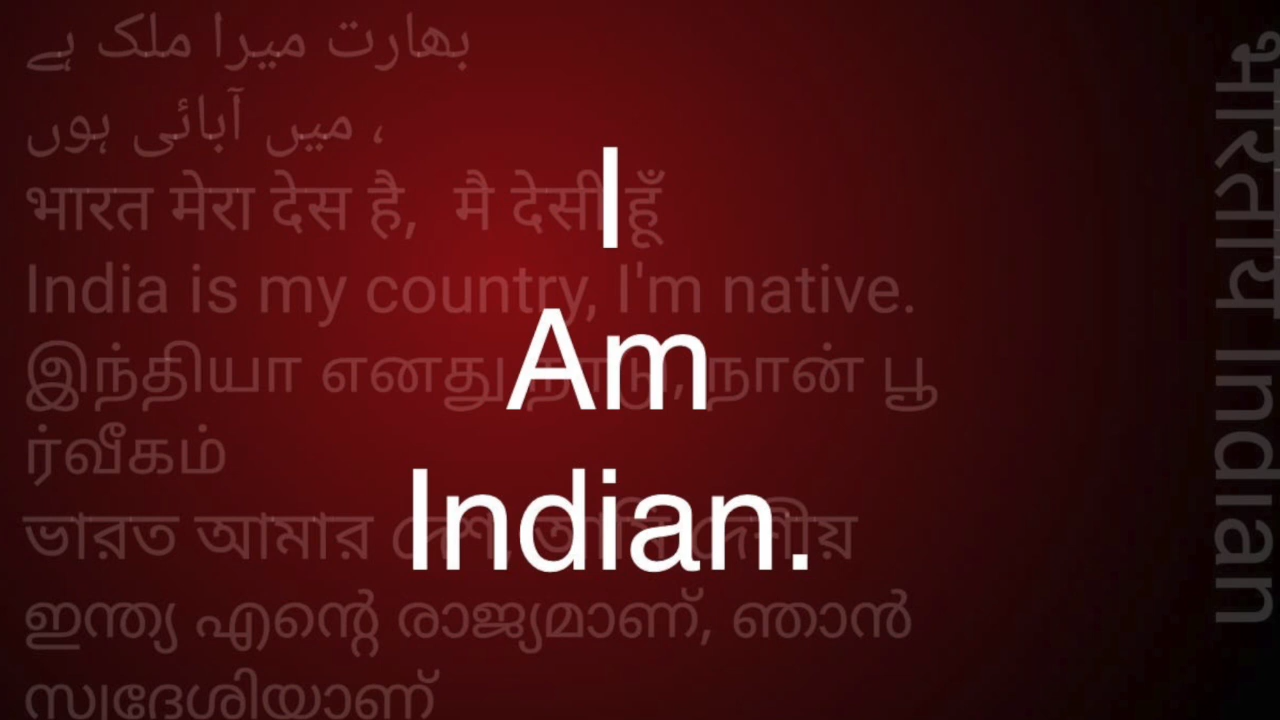 بھارت میرا ملک ہے
، میں آبائی ہوں
भारत मेरा देस है, मै देसी हूँ
India is my country, I'm native.
இந்தியா எனது நாடு, நான் பூ
ர்வீகம்
ভারত আমার দেশ, আমি দেশীয়
ഇന്ത്യ എന്റെ രാജ്യമാണ്, ഞാൻ
സ്വദേശിയാണ്
I
Am
Indian.
भारतीय Indian